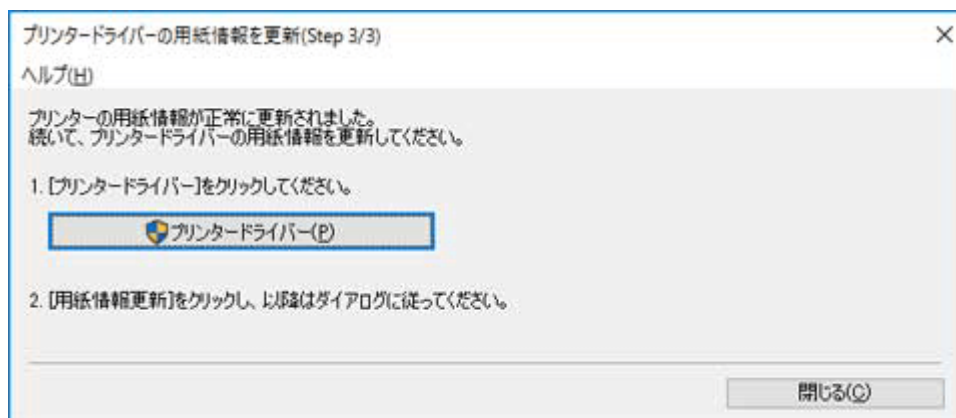 プリンタードライバーの用紙情報を更新(Step 3/3)
ヘルプ(H)
プリンターの用紙情報が正常に更新されました。
続いて、プリンタードライバーの用紙情報を更新してください。
1. [プリンタードライバー]をクリックしてください。
プリンタードライバー(P)
2. [用紙情報更新]をクリックし、以降はダイアログに従ってください。
閉じる(C)